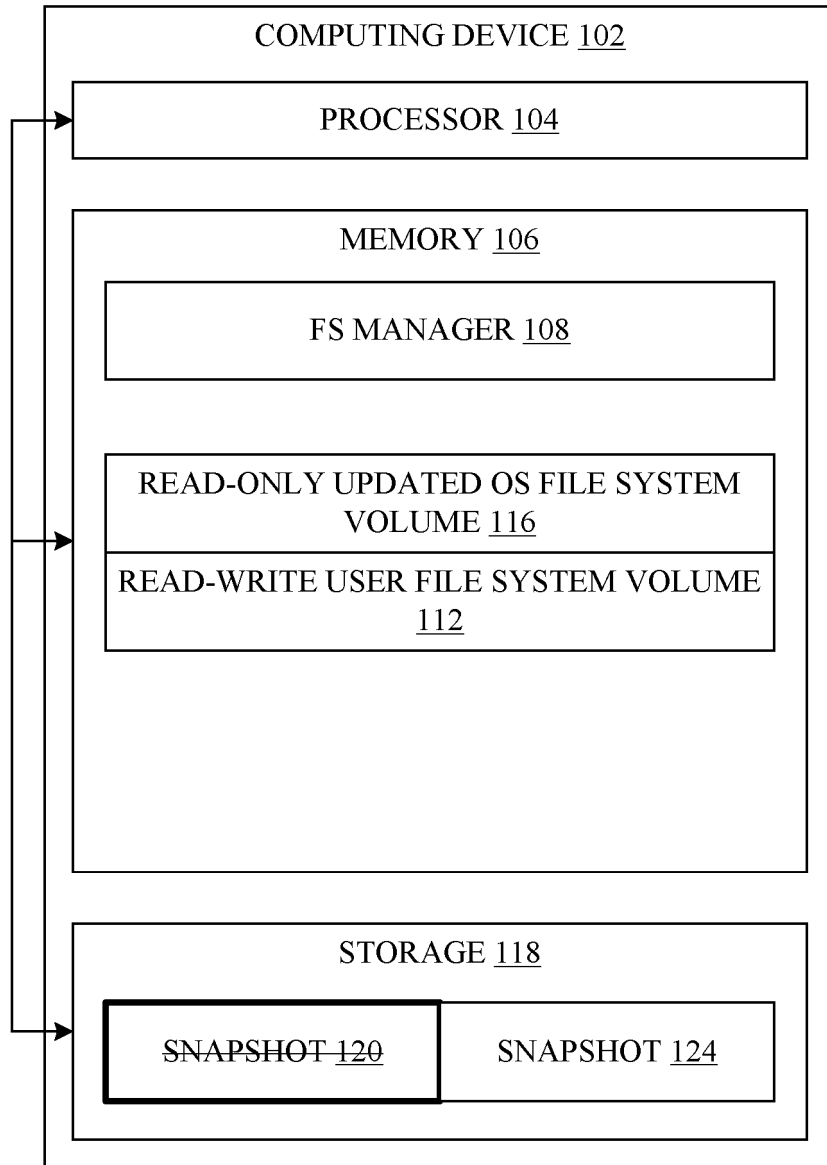 COMPUTING DEVICE 102
PROCESSOR 104
MEMORY 106
FS MANAGER 108
READ-ONLY UPDATED OS FILE SYSTEM
VOLUME 116
READ-WRITE USER FILE SYSTEM VOLUME
112
STORAGE 118
SNAPSHOT 120
SNAPSHOT 124